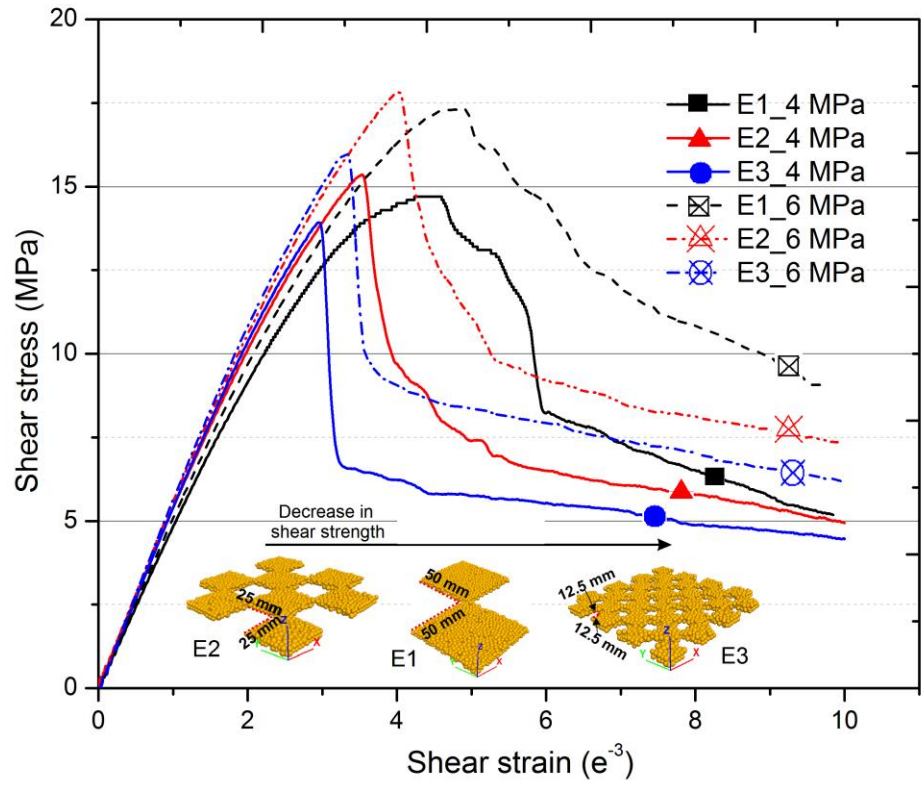 20
15
10
5
0
Shear stress (MPa)
E1_4 MPa
E2_4 MPa
E3_4 MPa
E1_6 MPa
E2_6 MPa
E3_6 MPa
Decrease in
shear strength
E2
25 mm
25 mm
Z
Y
X
E1
50 mm
50 mm
Z
Y
X
E3
12.5 mm
12.5 mm
Z
Y
X
0 2 4 6 8 10
Shear strain (e⁻³)